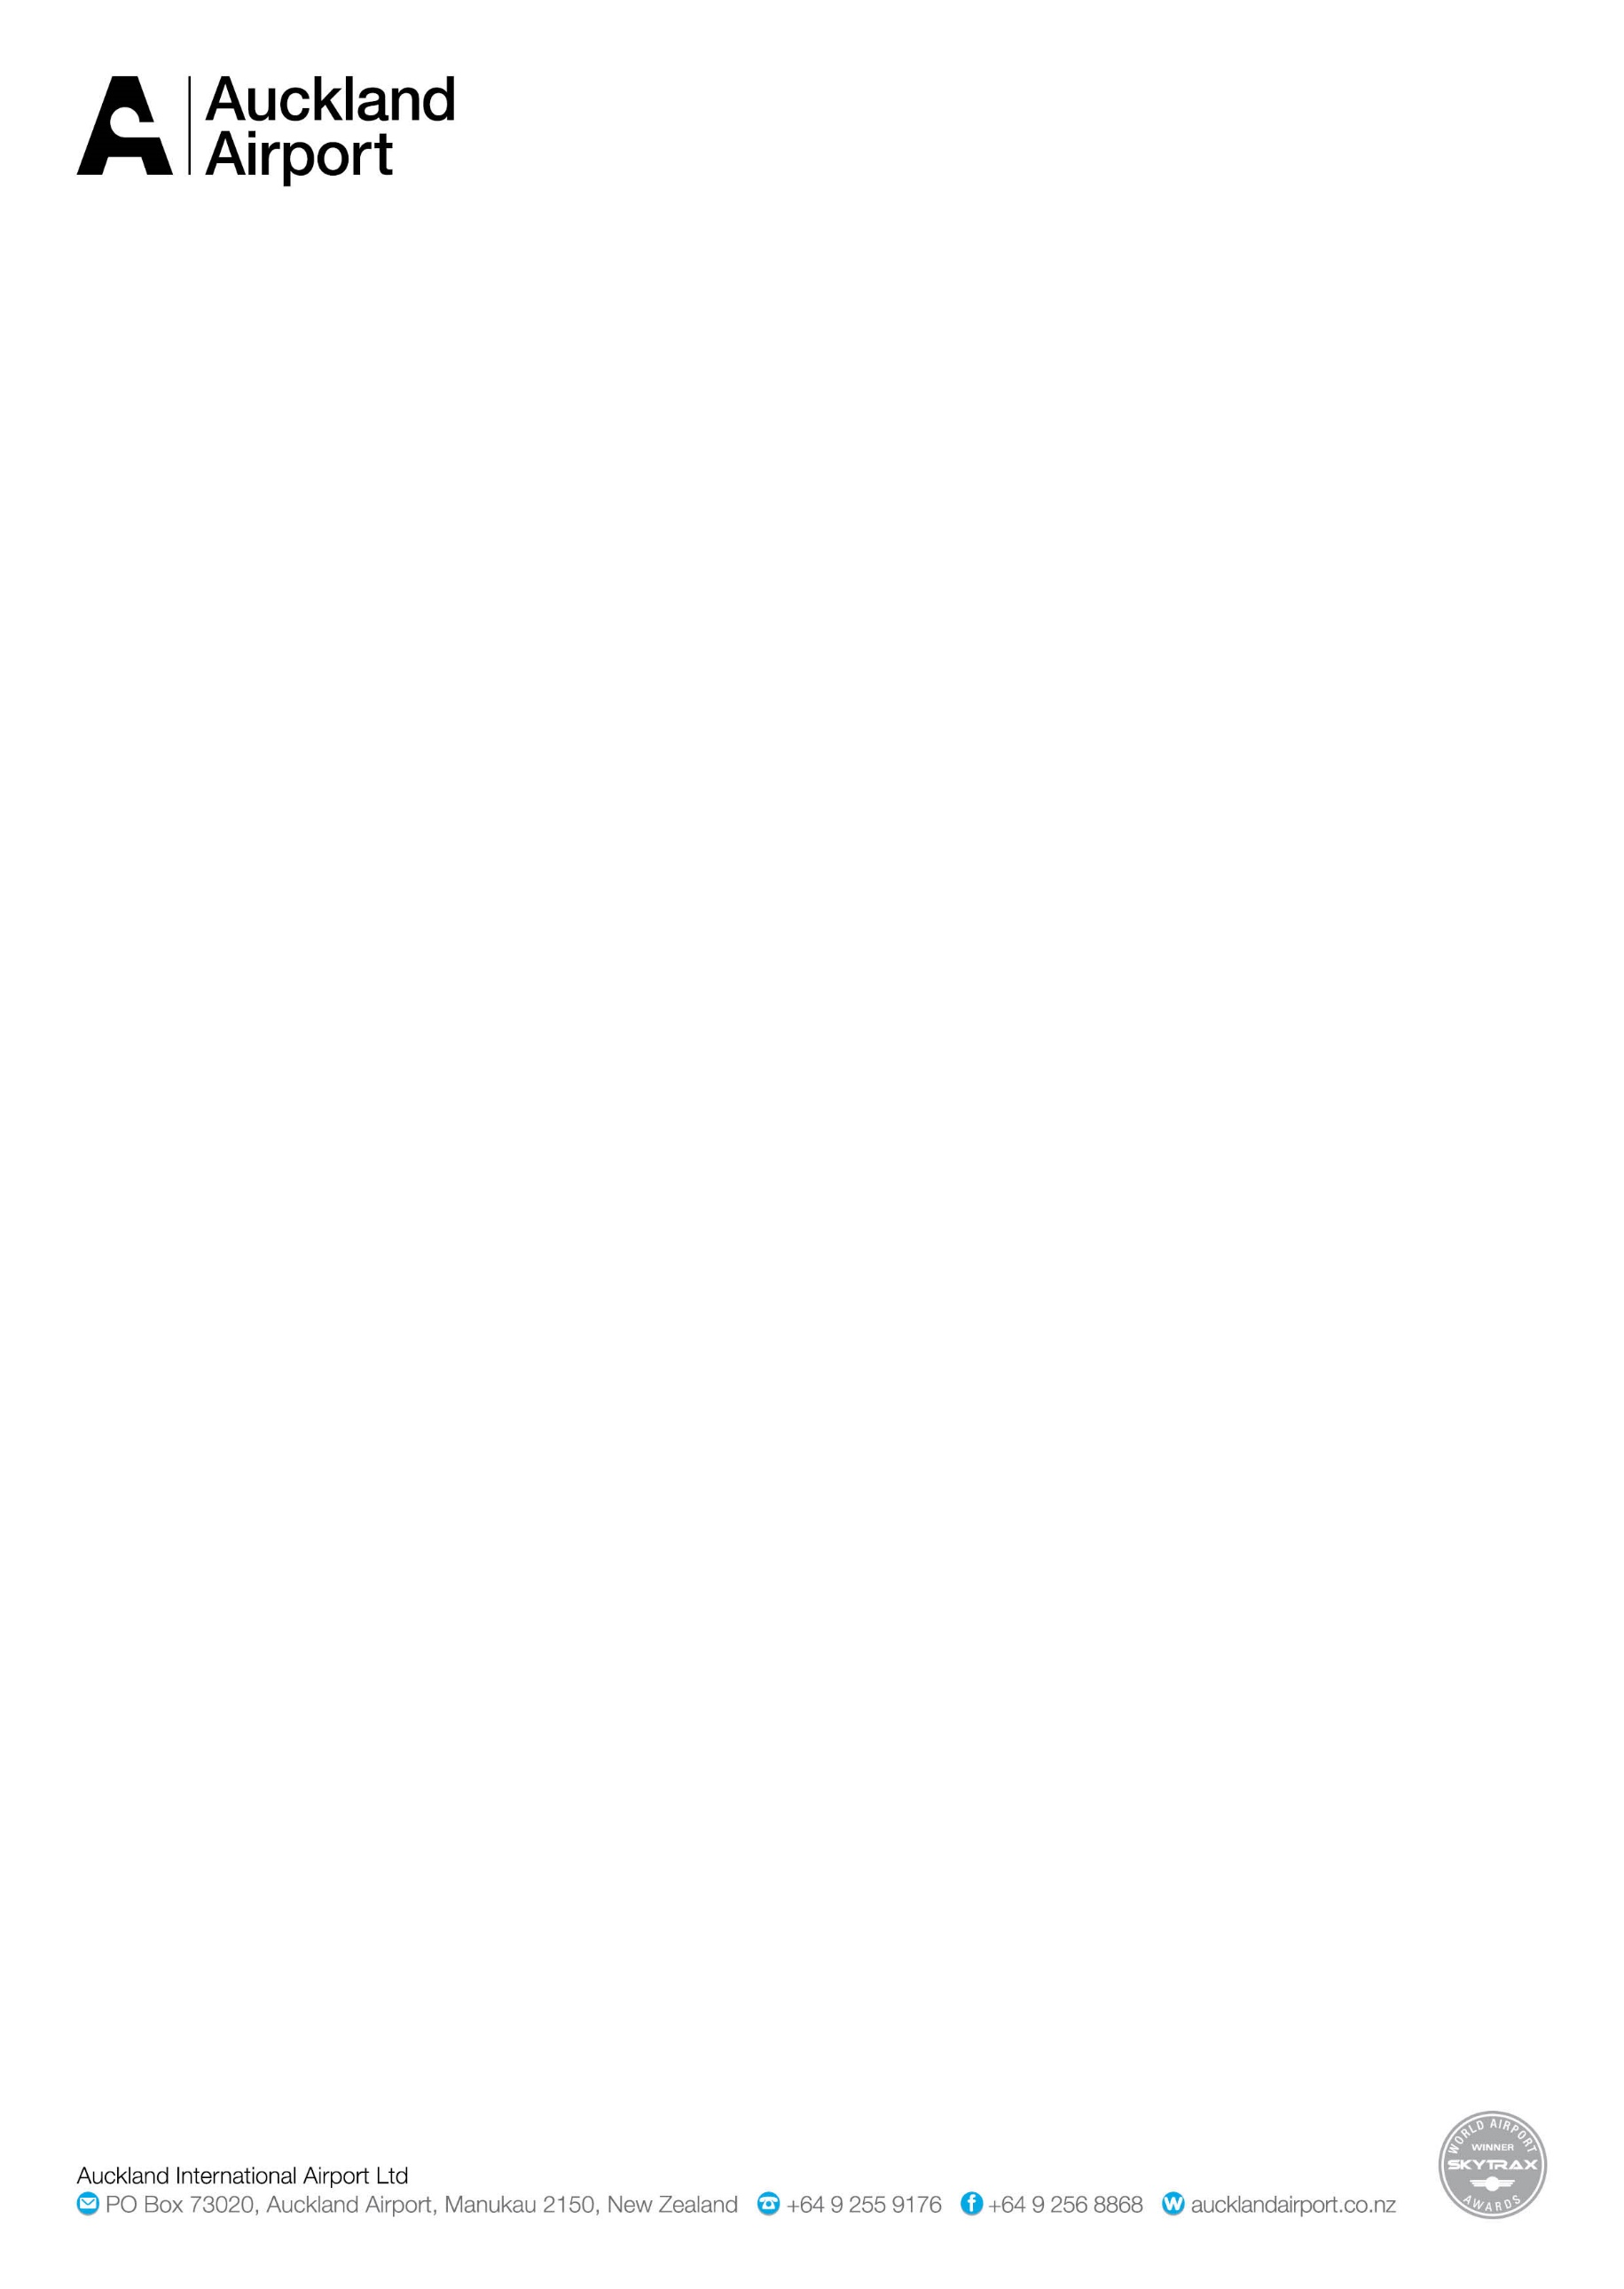 Auckland
Airport
Auckland International Airport Ltd
PO Box 73020, Auckland Airport, Manukau 2150, New Zealand +64 9 255 9176 f +64 9 256 8868 W aucklandairport.co.nz
WORLD AIRPORT
WINNER
SKYTRAX
AWARDS